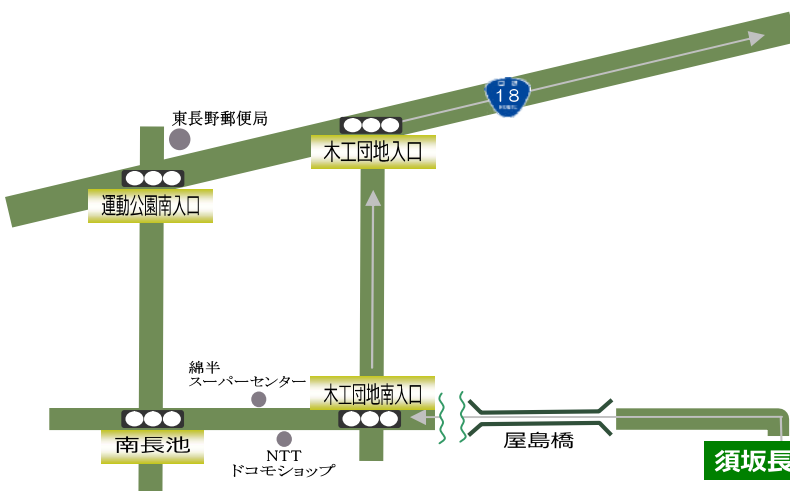 東長野郵便局
18
木工団地入口
運動公園南入口
綿半
スーパーセンター
木工団地南入口
南長池
NTT
ドコモショップ
屋島橋
須坂長